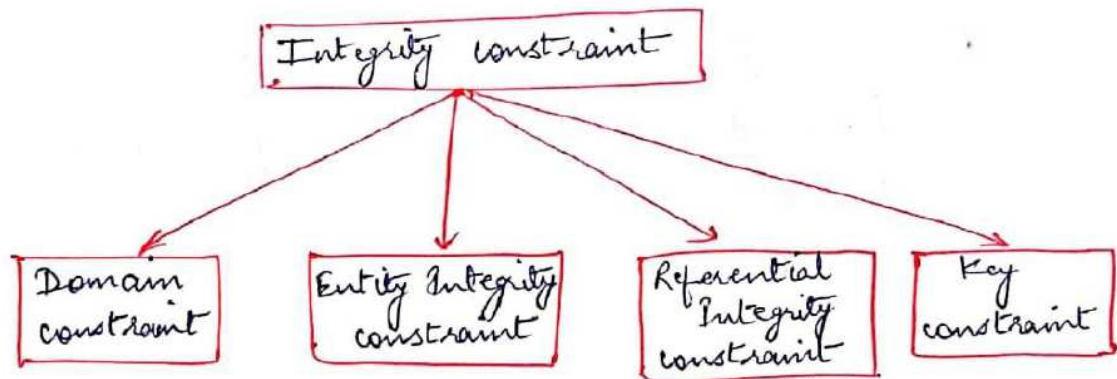 Integrity constraint
Domain
constraint
Entity Integrity
constraint
Referential
Integrity
constraint
Key
constraint